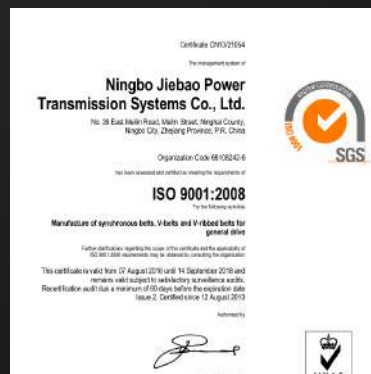 Certificate CN13/21054
The management system of
Ningbo Jiebao Power
Transmission Systems Co., Ltd.
No. 39 East Meilin Road, Meilin Street, Ninghai County,
Ningbo City, Zhejiang Province, P.R. China
Organization Code 66108242-6
has been assessed and certified as meeting the requirements of
ISO 9001:2008
For the following activities
Manufacture of synchronous belts, V-belts and V-ribbed belts for
general drive
Further clarifications regarding the scope of this certificate and the applicability of
ISO 9001:2008 requirements may be obtained by consulting the organization
This certificate is valid from 07 August 2016 until 14 September 2018 and
remains valid subject to satisfactory surveillance audits.
Recertification audit due a minimum of 60 days before the expiration date
Issue 2. Certified since 12 August 2013
Authorised by
SYSTEM CERTIFICATION
ISO 9001
SGS